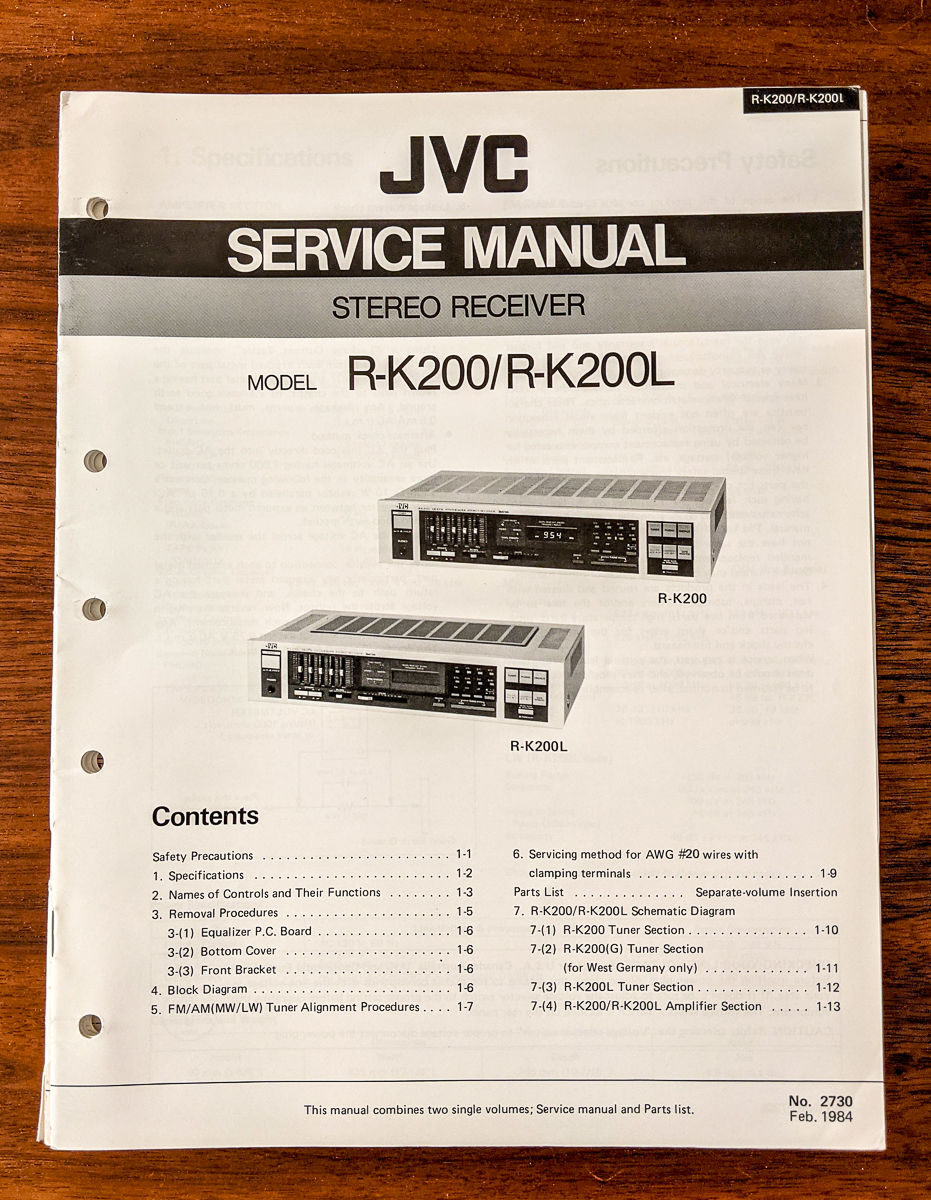 R-K200/R-K200L
JVC
SERVICE MANUAL
STEREO RECEIVER
MODEL R-K200/R-K200L
JVC
954
R-K200
JVC
R-K200L
Contents
Safety Precautions . . . . . . . . . . . . . . . . . . . . . . . . 1-1
1. Specifications . . . . . . . . . . . . . . . . . . . . . . . . . 1-2
2. Names of Controls and Their Functions . . . . . . . . 1-3
3. Removal Procedures . . . . . . . . . . . . . . . . . . . . . 1-5
3-(1) Equalizer P.C. Board . . . . . . . . . . . . . . . . . 1-6
3-(2) Bottom Cover . . . . . . . . . . . . . . . . . . . . . . 1-6
3-(3) Front Bracket . . . . . . . . . . . . . . . . . . . . . 1-6
4. Block Diagram . . . . . . . . . . . . . . . . . . . . . . . . . 1-6
5. FM/AM(MW/LW) Tuner Alignment Procedures . . . . 1-7
6. Servicing method for AWG #20 wires with
clamping terminals . . . . . . . . . . . . . . . . . . . . . . 1-9
Parts List . . . . . . . . . . . . . . Separate-volume Insertion
7. R-K200/R-K200L Schematic Diagram
7-(1) R-K200 Tuner Section . . . . . . . . . . . . . . . 1-10
7-(2) R-K200(G) Tuner Section
(for West Germany only) . . . . . . . . . . . . . . 1-11
7-(3) R-K200L Tuner Section . . . . . . . . . . . . . . . 1-12
7-(4) R-K200/R-K200L Amplifier Section . . . . . 1-13
This manual combines two single volumes; Service manual and Parts list.
No. 2730
Feb. 1984